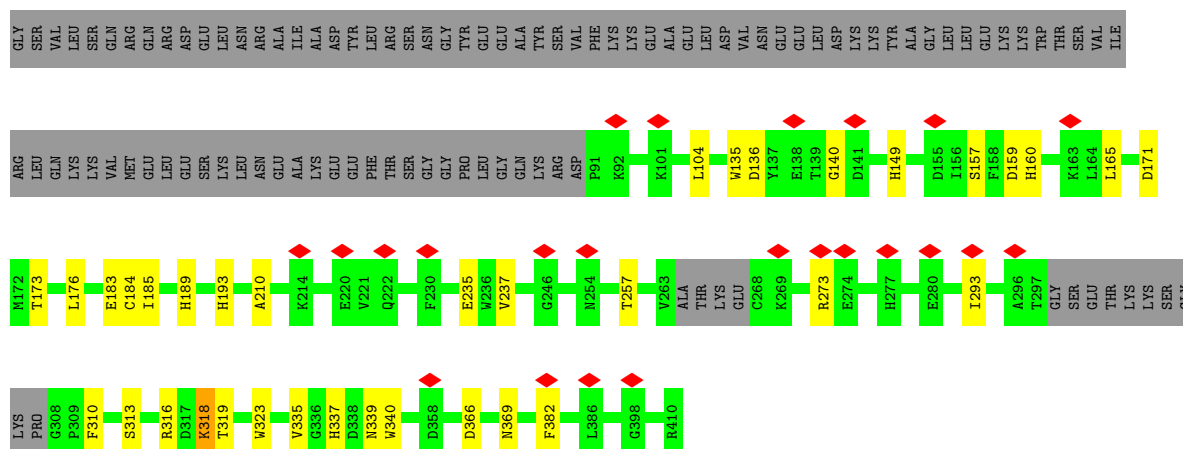 GLY SER VAL LEU SER GLN ARG GLN ARG ASP GLU LEU ASN ARG ALA ILE ALA ASP TYR LEU ARG SER ASN GLY TYR GLU GLU ALA TYR SER VAL PHE LYS LYS GLU ALA GLU LEU ASP VAL ASN GLU GLU LEU ASP LYS LYS TYR ALA GLY LEU LEU GLU LYS LYS TRP THR SER VAL ILE
ARG LEU GLN LYS LYS VAL MET GLU LEU GLU SER LYS LEU ASN GLU ALA LYS GLU GLU PHE THR SER GLY GLY PRO LEU GLY GLN LYS ARG ASP P91 K92 K101 L104 W135 D136 Y137 E138 T139 G140 D141 H149 D155 I156 S157 F158 D159 H160 K163 L164 L165 D171
M172 T173 L176 E183 C184 I185 H189 H193 A210 K214 E220 V221 Q222 F230 E235 W236 V237 G246 N254 T257 V263 ALA THR LYS GLU C268 K269 R273 E274 H277 E280 I293 A296 T297 GLY SER GLU THR LYS LYS SER GLY
LYS PRO G308 P309 F310 S313 R316 D317 K318 T319 W323 V335 G336 H337 D338 N339 W340 D358 D366 N369 F382 L386 G398 R410